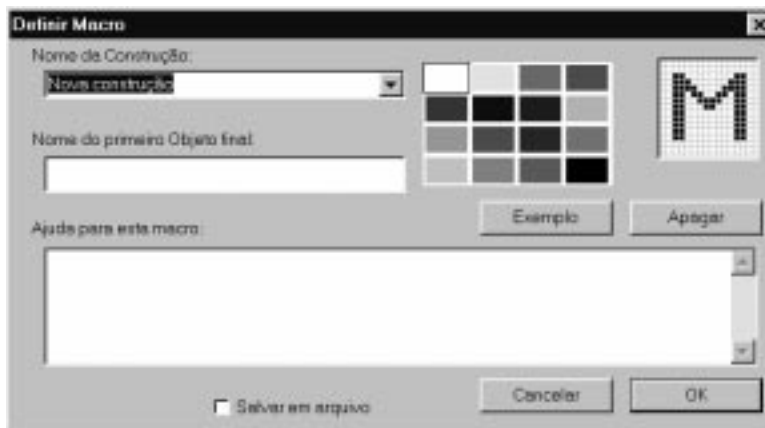 Definir Macro
Nome da Construção:
Nova construção
Nome do primeiro Objeto final:
Exemplo
Apagar
Ajuda para esta macro:
Salvar em arquivo
Cancelar
OK